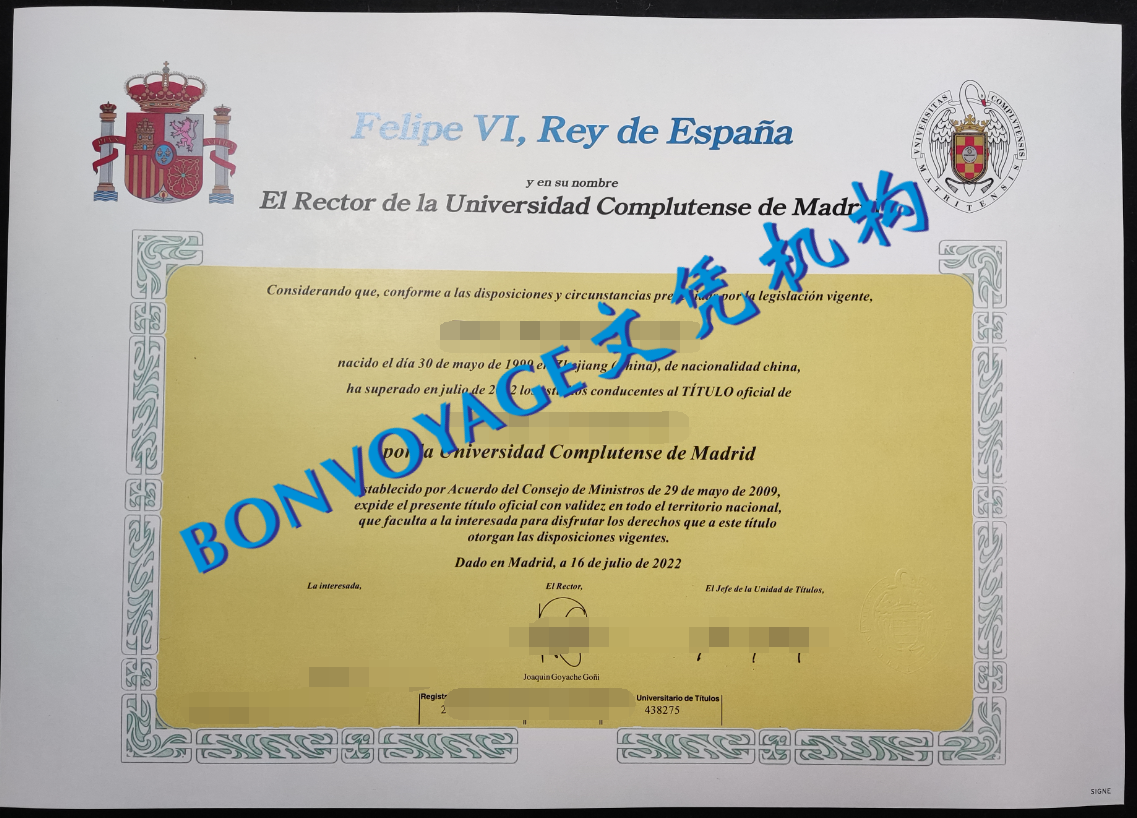 Felipe VI, Rey de España
VNIVERSITAS COMPLVTENSIS MATRITENSIS
y en su nombre
El Rector de la Universidad Complutense de
BONVOYAGE文凭机构
Considerando que, conforme a las disposiciones y circunstancias por la legislación vigente,
nacido el día 30 de mayo de 1999 en (China), de nacionalidad china,
ha superado en julio de los conducentes al TÍTULO oficial de
por la Universidad Complutense de Madrid
establecido por Acuerdo del Consejo de Ministros de 29 de mayo de 2009,
expide el presente título oficial con validez en todo el territorio nacional,
que faculta a la interesada para disfrutar los derechos que a este título
otorgan las disposiciones vigentes.
Dado en Madrid, a 16 de julio de 2022
La interesada,
El Rector,
El Jefe de la Unidad de Títulos,
Joaquin Goyache Goñi
Universitario de Títulos
438275
SIGNE